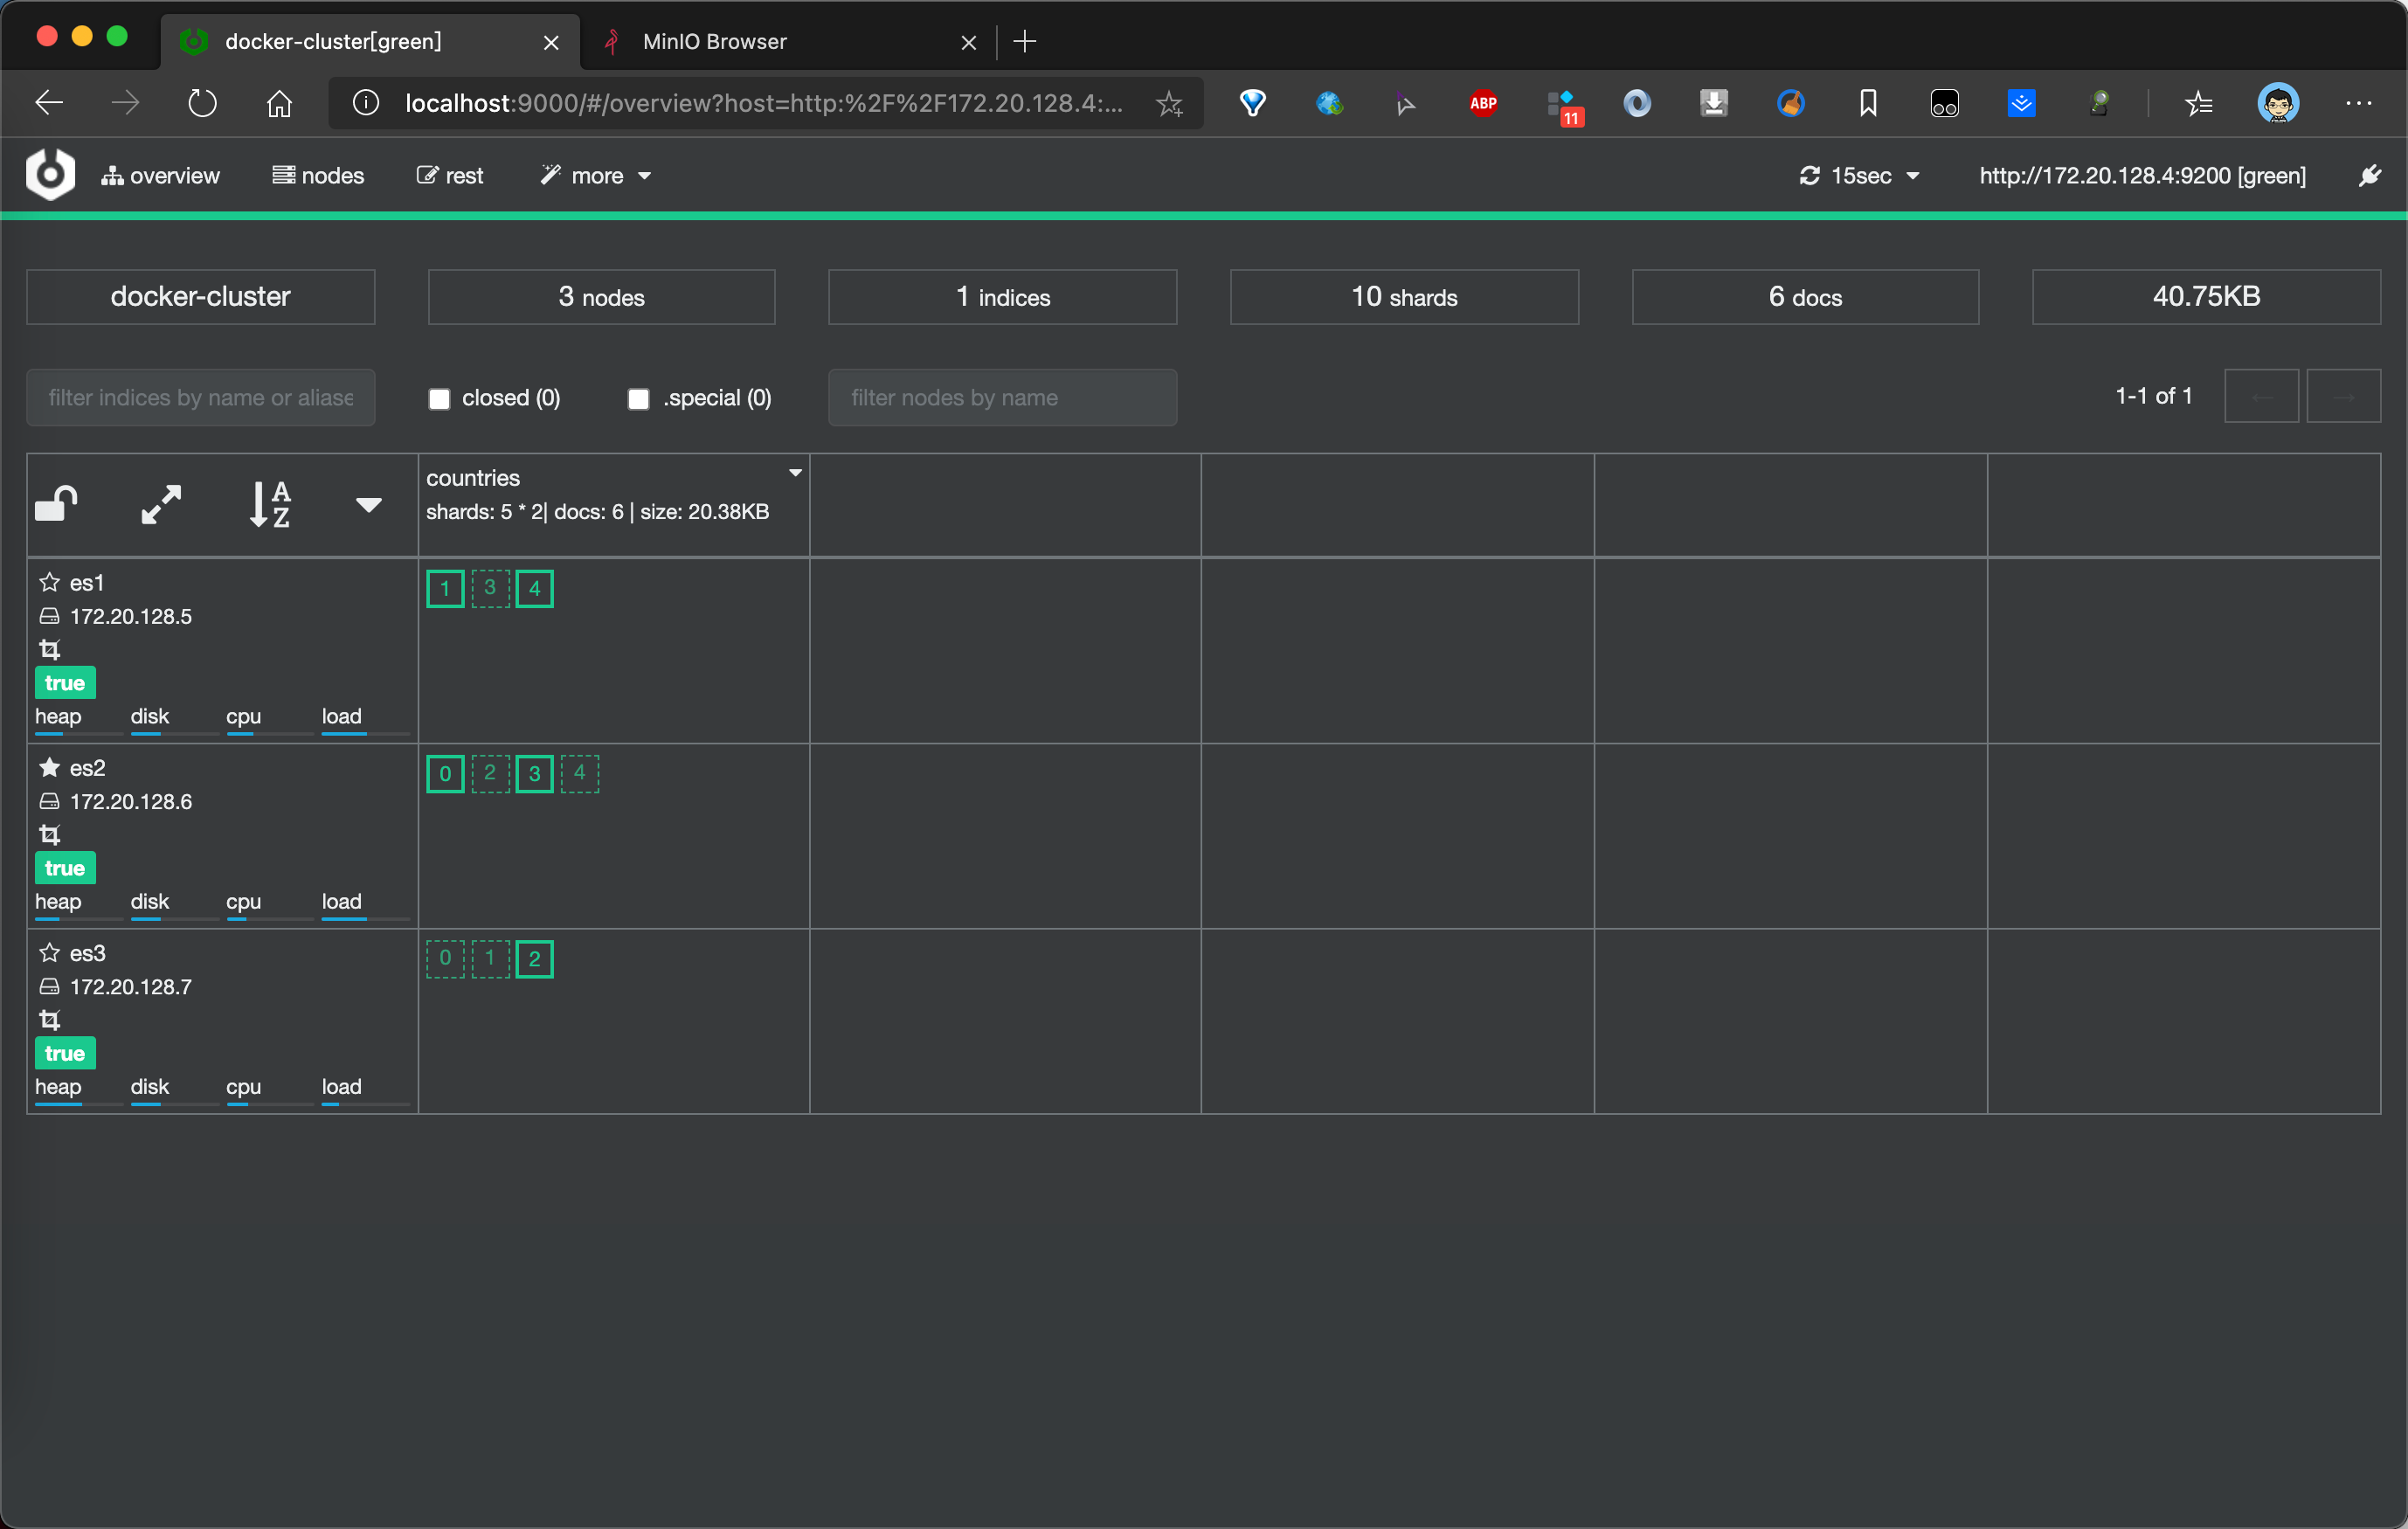 docker-cluster[green]
MinIO Browser
localhost:9000/#/overview?host=http:%2F%2F172.20.128.4:...
ABP
11
overview
nodes
rest
more
15sec
http://172.20.128.4:9200 [green]
docker-cluster
3 nodes
1 indices
10 shards
6 docs
40.75KB
filter indices by name or aliase
closed (0)
.special (0)
filter nodes by name
1-1 of 1
← →
A
Z
countries
shards: 5 * 2| docs: 6 | size: 20.38KB
es1
1 3 4
172.20.128.5
true
heap disk cpu load
es2
0 2 3 4
172.20.128.6
true
heap disk cpu load
es3
0 1 2
172.20.128.7
true
heap disk cpu load